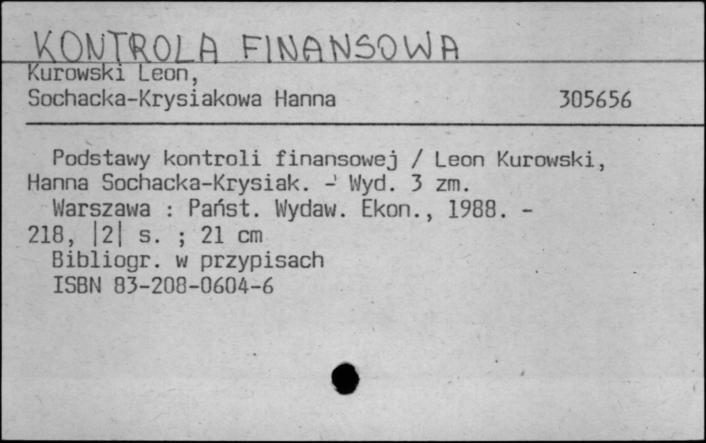 KONTROLA FINANSOWA
Kurowski Leon,
Sochacka-Krysiakowa Hanna 305656
Podstawy kontroli finansowej / Leon Kurowski,
Hanna Sochacka-Krysiak. - Wyd. 3 zm.
Warszawa : Państ. Wydaw. Ekon., 1988. -
218, |2| s. ; 21 cm
Bibliogr. w przypisach
ISBN 83-208-0604-6